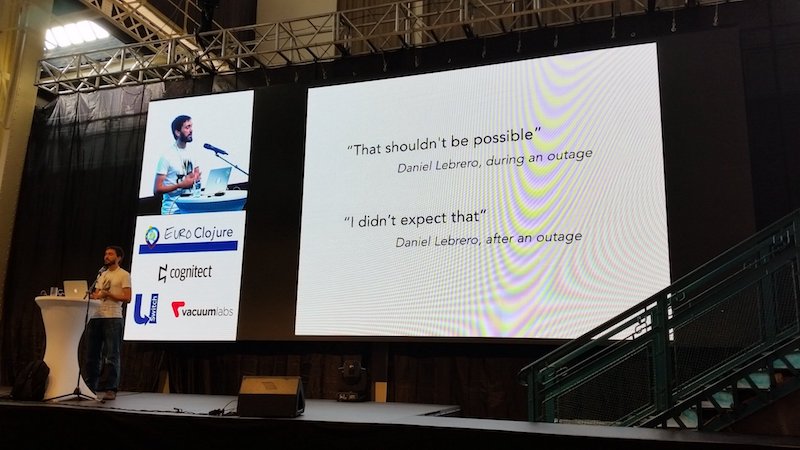 “That shouldn't be possible”
Daniel Lebrero, during an outage
“I didn’t expect that”
Daniel Lebrero, after an outage
EURO Clojure
cognitect
uSwitch
vacuumlabs